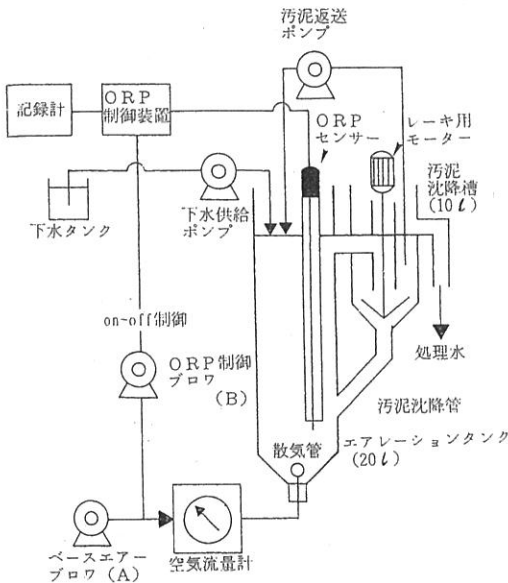 汚泥返送
ポンプ
ORP
制御装置
記録計
ORP
センサー
レーキ用
モーター
汚泥
沈降槽
(10ℓ)
下水タンク
下水供給
ポンプ
on~off制御
処理水
ORP制御
ブロワ
(B)
汚泥沈降管
散気管
エアレーションタンク
(20ℓ)
ベースエアー
ブロワ(A)
空気流量計